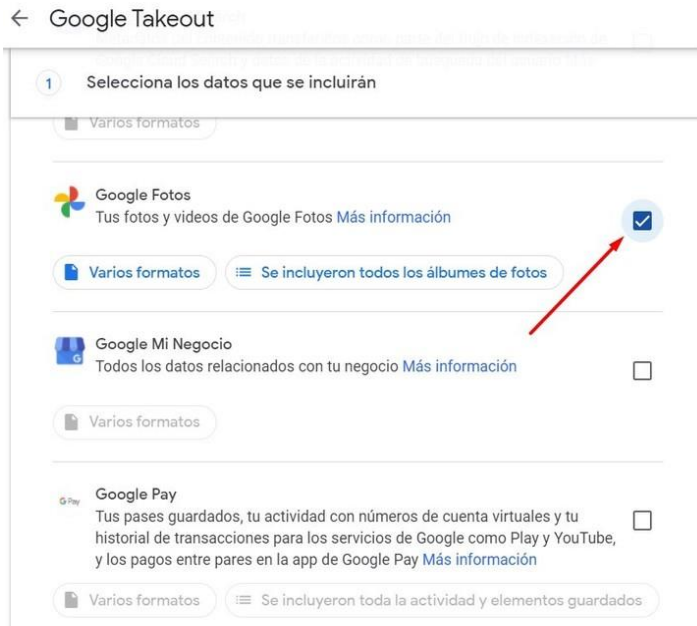 Google Takeout
1 Selecciona los datos que se incluirán
Varios formatos
Google Fotos
Tus fotos y videos de Google Fotos Más información
Varios formatos
Se incluyeron todos los álbumes de fotos
Google Mi Negocio
Todos los datos relacionados con tu negocio Más información
Varios formatos
G Pay
Google Pay
Tus pases guardados, tu actividad con números de cuenta virtuales y tu
historial de transacciones para los servicios de Google como Play y YouTube,
y los pagos entre pares en la app de Google Pay Más información
Varios formatos
Se incluyeron toda la actividad y elementos guardados